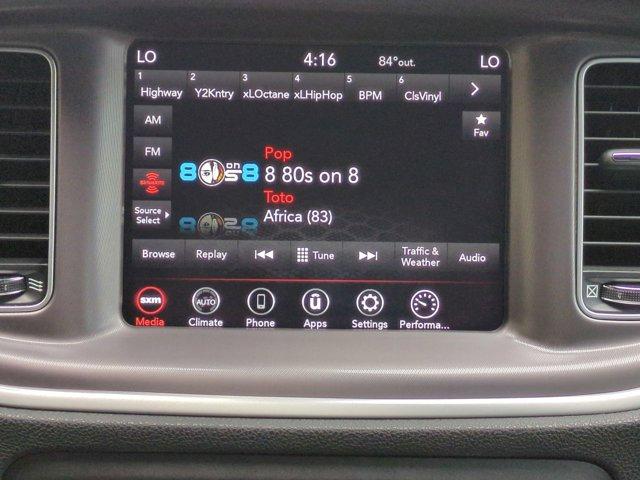 LO 4:16 84°out. LO
1 2 3 4 5 6
Highway Y2Kntry xLOctane xLHipHop BPM ClsVinyl
AM
Fav
FM
Pop
8 80s on 8
SiriusXM
Toto
Source
Select
Africa (83)
Browse Replay Tune Traffic &
Weather Audio
sxm AUTO
Media Climate Phone Apps Settings Performa...